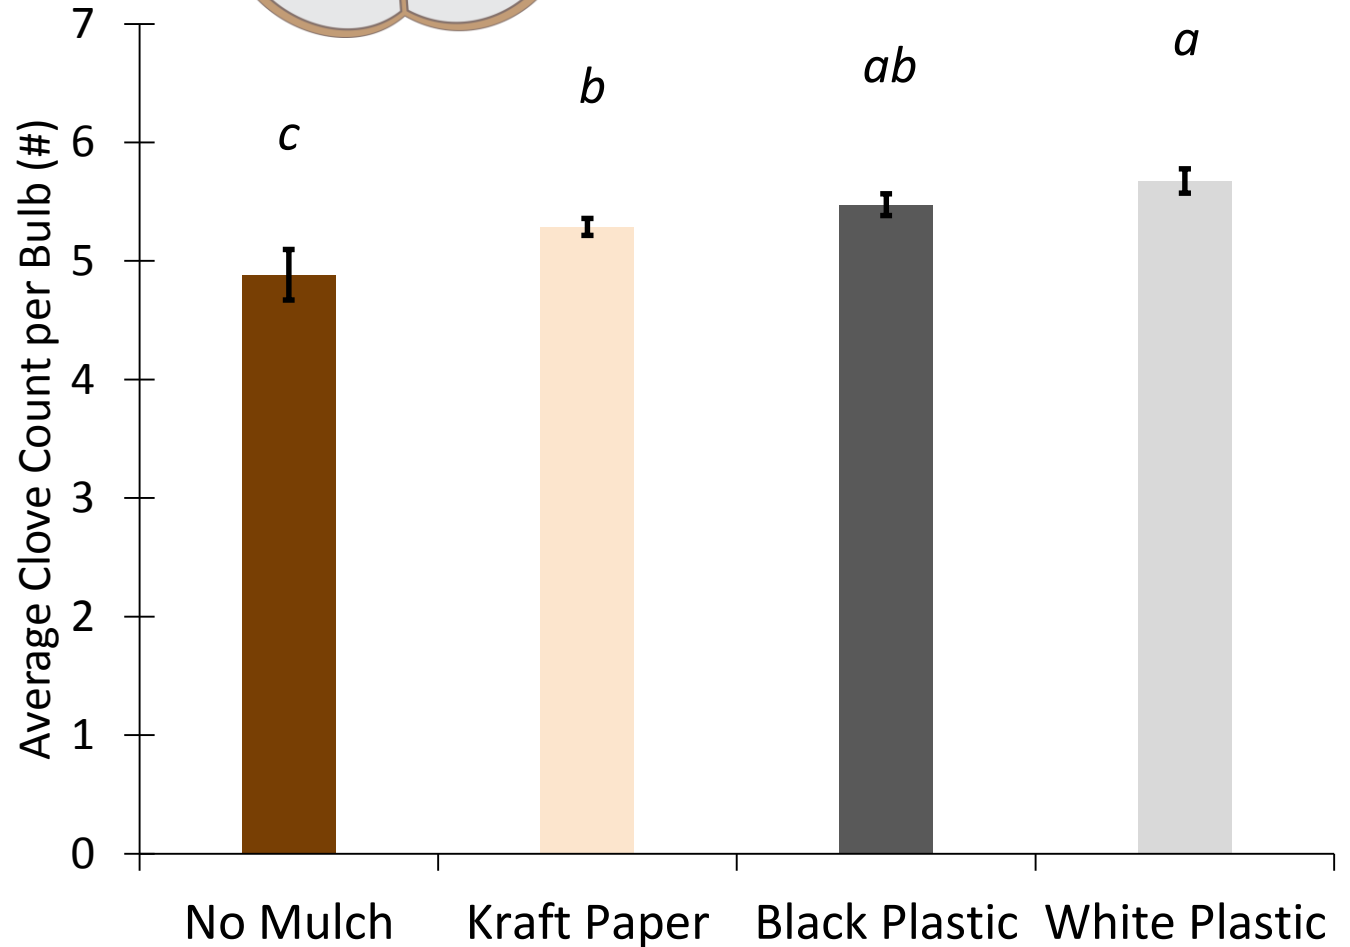 Average Clove Count per Bulb (#)
7
6
5
4
3
2
1
0
c
b
ab
a
No Mulch
Kraft Paper
Black Plastic
White Plastic